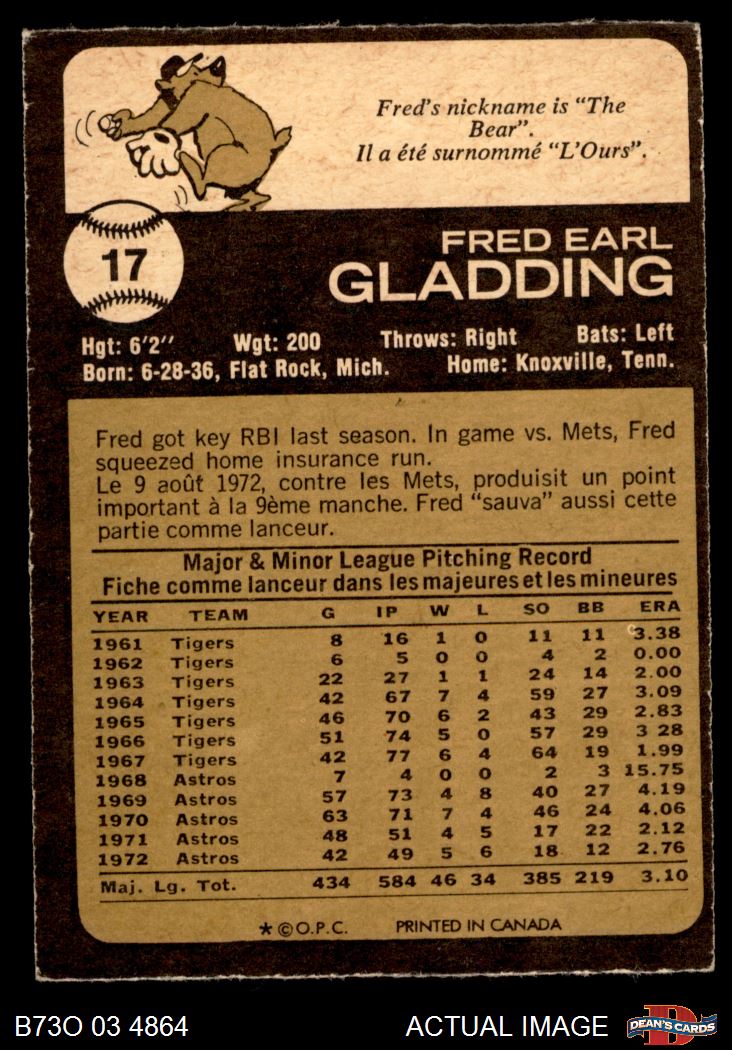 Fred's nickname is "The
Bear".
Il a été surnommé "L'Ours".
17
FRED EARL
GLADDING
Hgt: 6'2" Wgt: 200 Throws: Right Bats: Left
Born: 6-28-36, Flat Rock, Mich. Home: Knoxville, Tenn.
Fred got key RBI last season. In game vs. Mets, Fred
squeezed home insurance run.
Le 9 août 1972, contre les Mets, produisit un point
important à la 9ème manche. Fred "sauva" aussi cette
partie comme lanceur.
Major & Minor League Pitching Record
Fiche comme lanceur dans les majeures et les mineures
YEAR TEAM G IP W L SO BB ERA
1961 Tigers 8 16 1 0 11 11 3.38
1962 Tigers 6 5 0 0 4 2 0.00
1963 Tigers 22 27 1 1 24 14 2.00
1964 Tigers 42 67 7 4 59 27 3.09
1965 Tigers 46 70 6 2 43 29 2.83
1966 Tigers 51 74 5 0 57 29 3 28
1967 Tigers 42 77 6 4 64 19 1.99
1968 Astros 7 4 0 0 2 3 15.75
1969 Astros 57 73 4 8 40 27 4.19
1970 Astros 63 71 7 4 46 24 4.06
1971 Astros 48 51 4 5 17 22 2.12
1972 Astros 42 49 5 6 18 12 2.76
Maj. Lg. Tot. 434 584 46 34 385 219 3.10
* © O.P.C. PRINTED IN CANADA
B73O 03 4864 ACTUAL IMAGE
D
DEAN'S CARDS